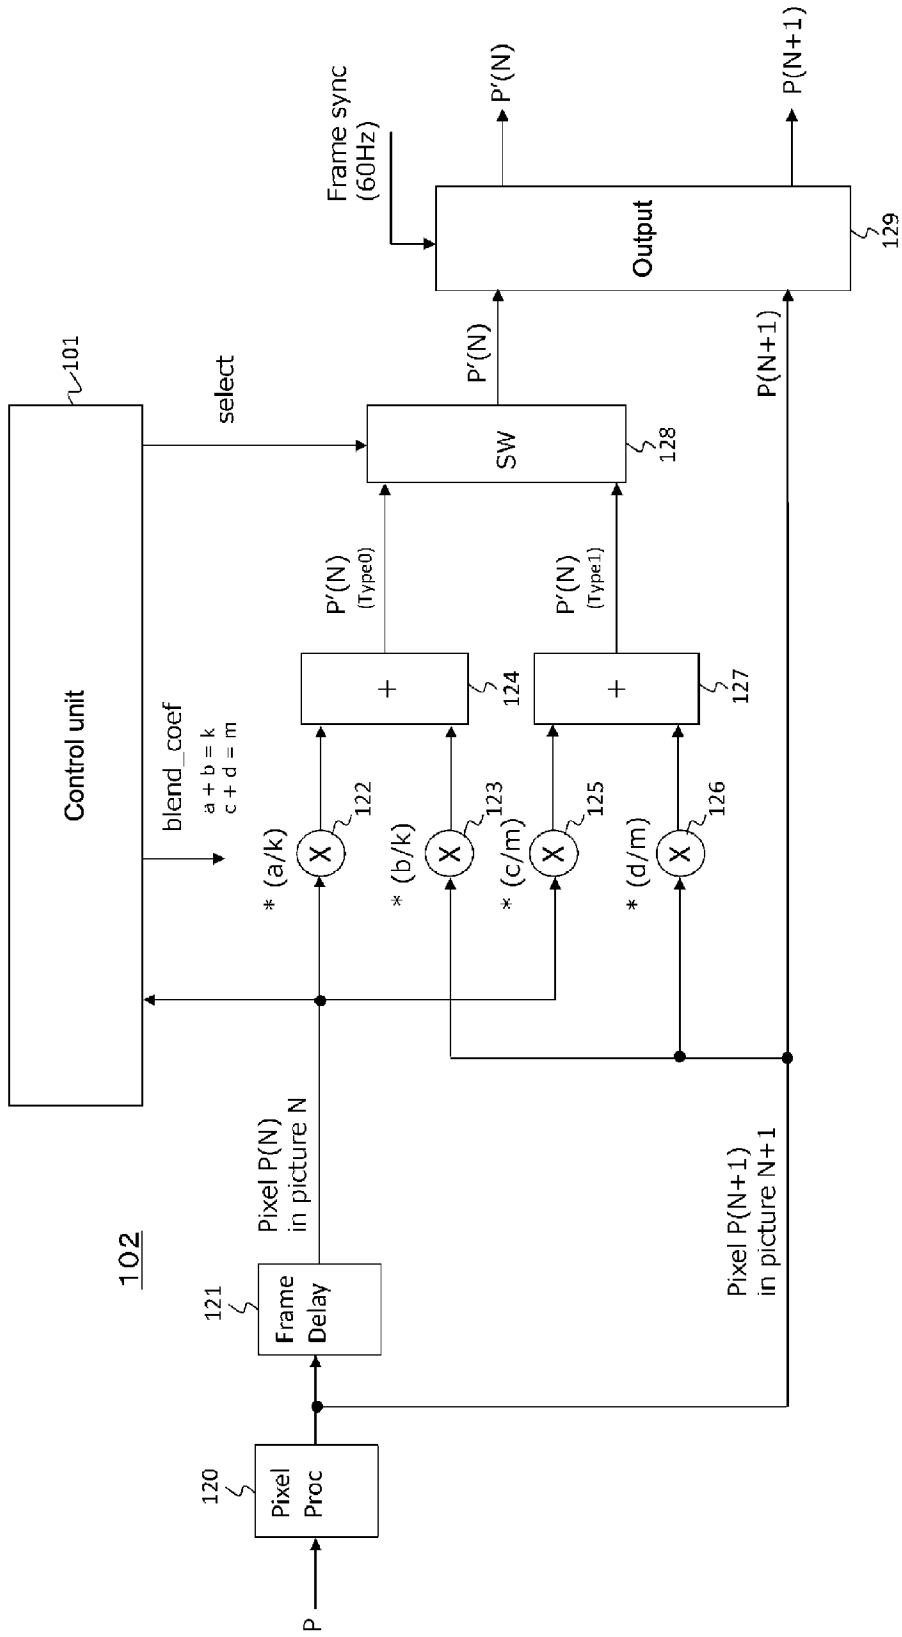 102
P
Pixel
Proc
120
Frame
Delay
121
Pixel P(N)
in picture N
Pixel P(N+1)
in picture N+1
Control unit
101
blend_coef
a + b = k
c + d = m
select
* (a/k)
X
122
* (b/k)
X
123
* (c/m)
X
125
* (d/m)
X
126
+
124
+
127
P'(N)
(Type0)
P'(N)
(Type1)
SW
128
P'(N)
P(N+1)
Frame sync
(60Hz)
Output
129
P'(N)
P(N+1)